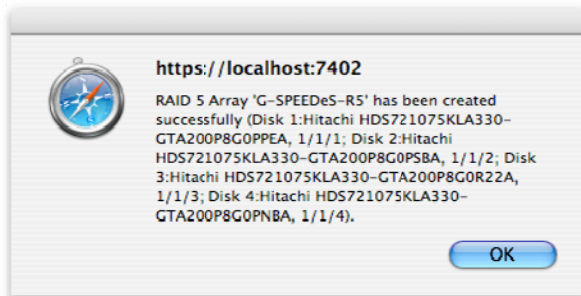 https://localhost:7402
RAID 5 Array 'G-SPEEDeS-R5' has been created
successfully (Disk 1:Hitachi HDS721075KLA330-
GTA200P8G0PPEA, 1/1/1; Disk 2:Hitachi
HDS721075KLA330-GTA200P8G0PSBA, 1/1/2; Disk
3:Hitachi HDS721075KLA330-GTA200P8G0R22A,
1/1/3; Disk 4:Hitachi HDS721075KLA330-
GTA200P8G0PNBA, 1/1/4).
OK